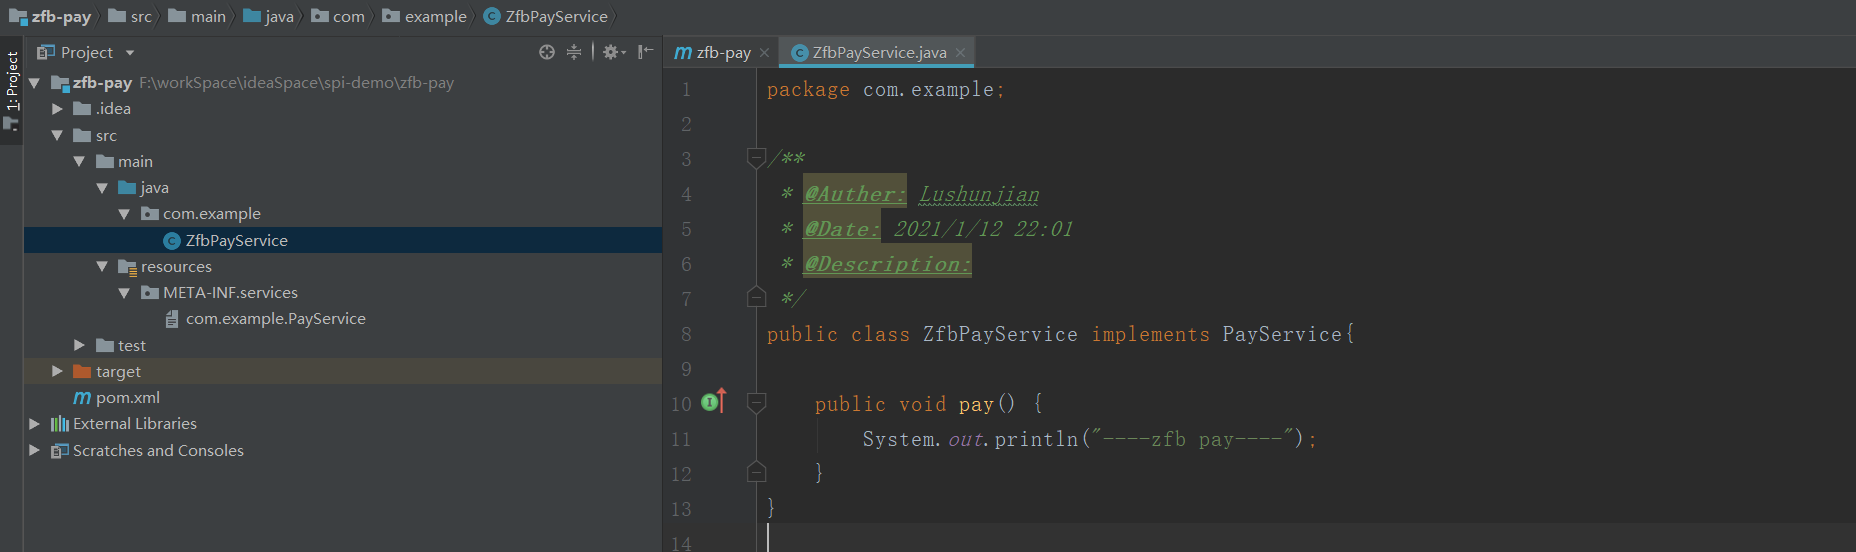 zfb-pay src main java com example ZfbPayService
1: Project
Project
zfb-pay F:\workSpace\ideaSpace\spi-demo\zfb-pay
.idea
src
main
java
com.example
ZfbPayService
resources
META-INF.services
com.example.PayService
test
target
pom.xml
External Libraries
Scratches and Consoles
zfb-pay ZfbPayService.java
1 package com.example;
2
3 /**
4 * @Auther: Lushunjian
5 * @Date: 2021/1/12 22:01
6 * @Description:
7 */
8 public class ZfbPayService implements PayService{
9
10 public void pay() {
11 System.out.println("----zfb pay----");
12 }
13 }
14